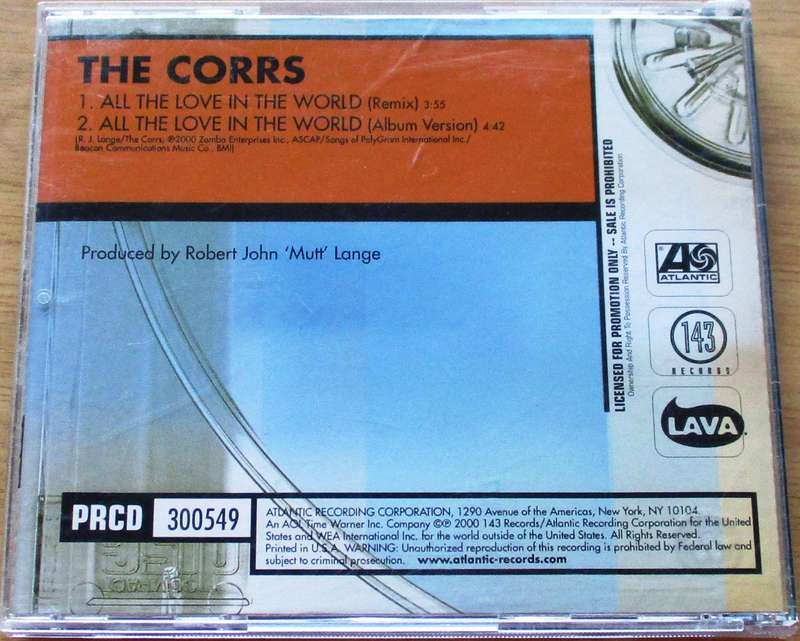 THE CORRS
1. ALL THE LOVE IN THE WORLD (Remix) 3:55
2. ALL THE LOVE IN THE WORLD (Album Version) 4:42
(R. J. Lange/The Corrs; ℗2000 Zomba Enterprises Inc., ASCAP/Songs of PolyGram International Inc./
Beacon Communications Music Co., BMI)
Produced by Robert John 'Mutt' Lange
LICENSED FOR PROMOTION ONLY -- SALE IS PROHIBITED
Ownership And Right To Possession Reserved By Atlantic Recording Corporation
ATLANTIC
143
RECORDS
LAVA
PRCD 300549
ATLANTIC RECORDING CORPORATION, 1290 Avenue of the Americas, New York, NY 10104.
An AOL Time Warner Inc. Company ©℗ 2000 143 Records/Atlantic Recording Corporation for the United
States and WEA International Inc. for the world outside of the United States. All Rights Reserved.
Printed in U.S.A. WARNING: Unauthorized reproduction of this recording is prohibited by Federal law and
subject to criminal prosecution. www.atlantic-records.com